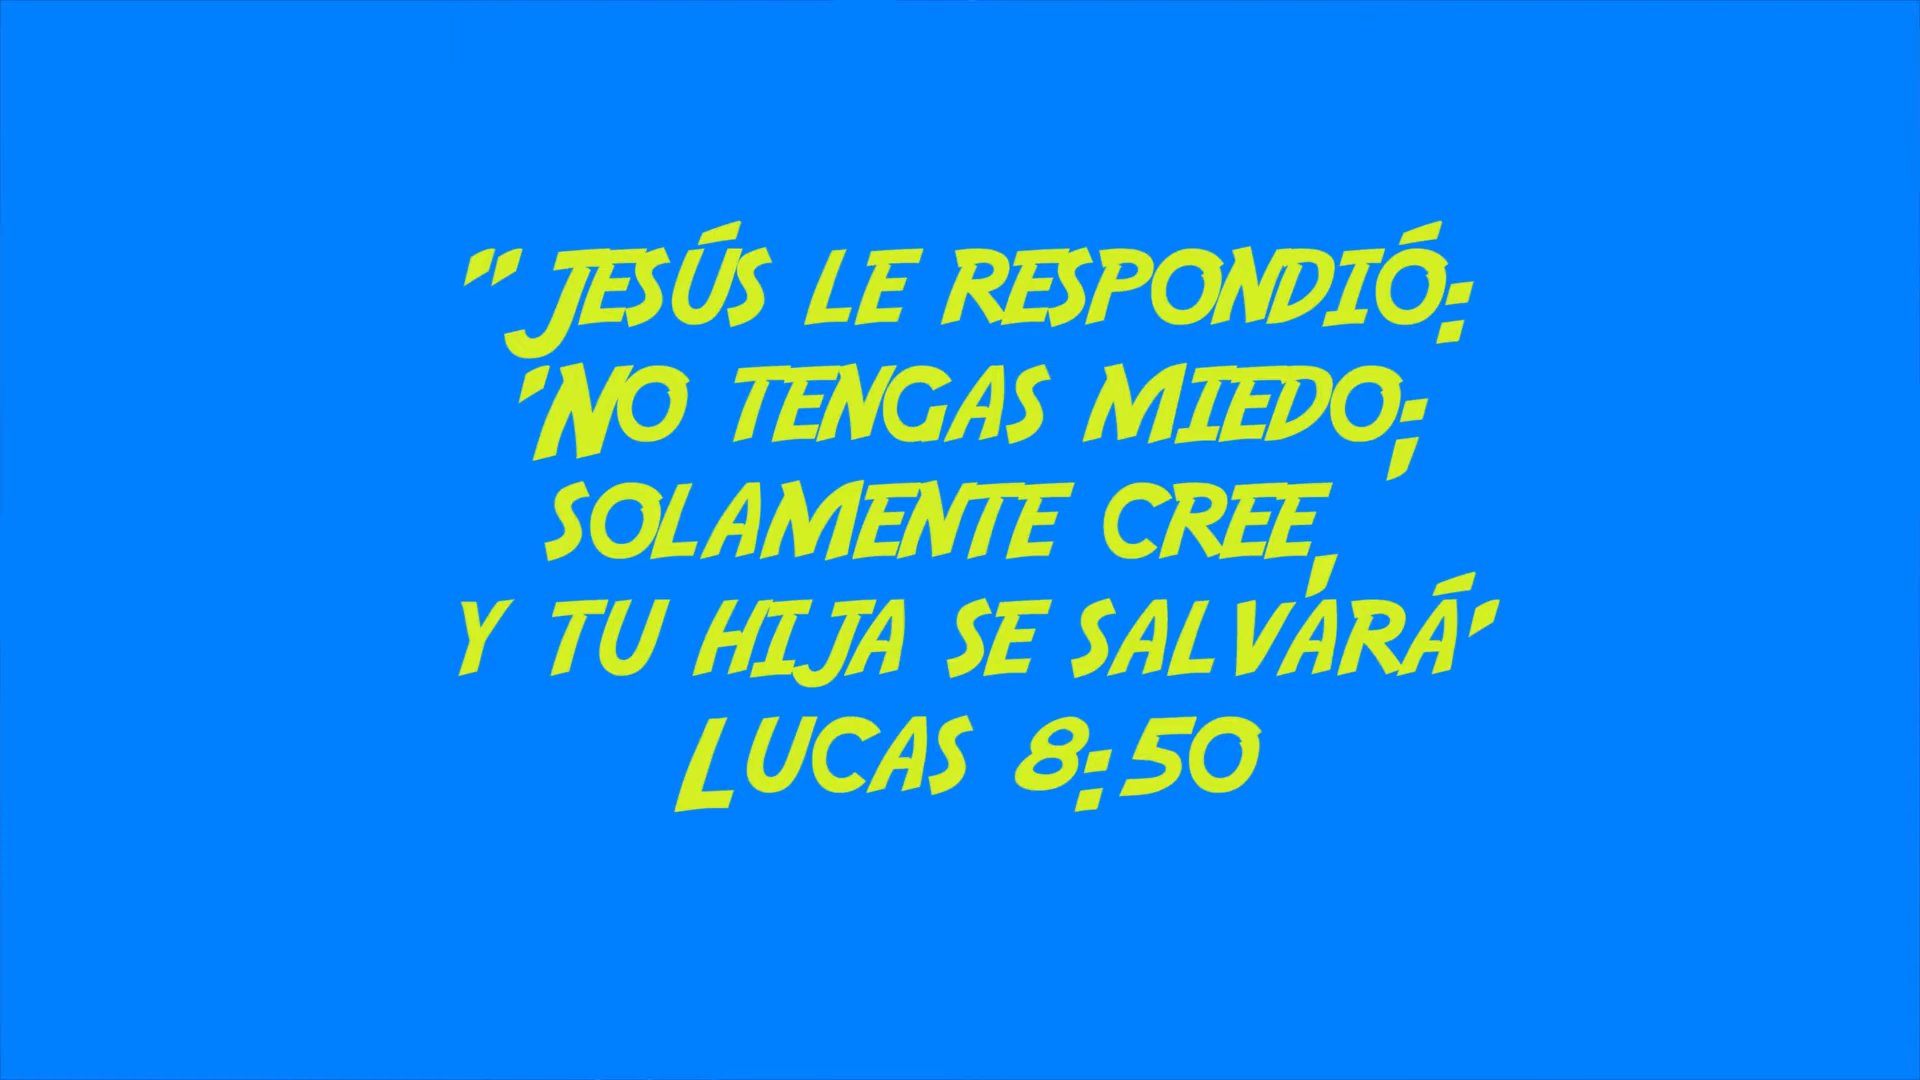 "Jesús le respondió:
'No tengas miedo;
solamente cree,
y tu hija se salvará'
Lucas 8:50